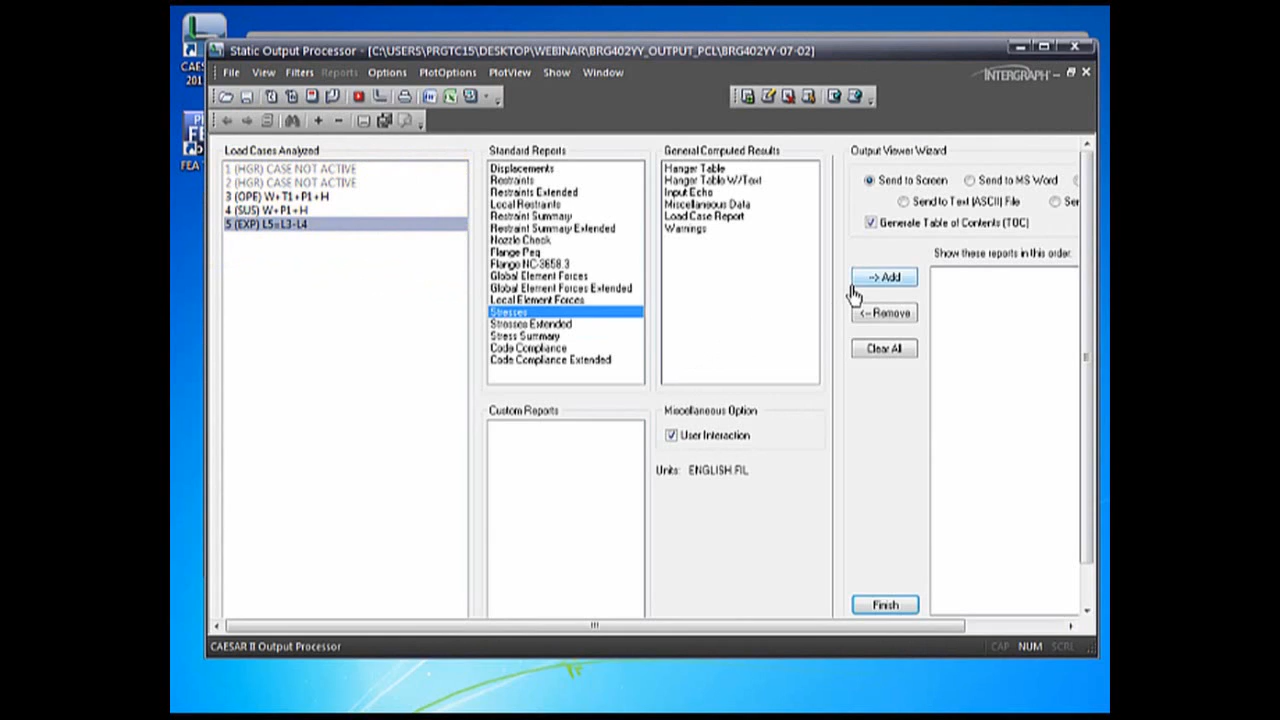 CAES
201
FEA T
Static Output Processor - [C:\USERS\PRGTC15\DESKTOP\WEBINAR\BRG402YY_OUTPUT_PCL\BRG402YY-07-02]
File View Filters Reports Options PlotOptions PlotView Show Window
INTERGRAPH
Load Cases Analyzed
1 (HGR) CASE NOT ACTIVE
2 (HGR) CASE NOT ACTIVE
3 (OPE) W+T1+P1+H
4 (SUS) W+P1+H
5 (EXP) L5=L3-L4
Standard Reports
Displacements
Restraints
Restraints Extended
Local Restraints
Restraint Summary
Restraint Summary Extended
Nozzle Check
Flange Peq
Flange NC-3658.3
Global Element Forces
Global Element Forces Extended
Local Element Forces
Stresses
Stresses Extended
Stress Summary
Code Compliance
Code Compliance Extended
General Computed Results
Hanger Table
Hanger Table W/Text
Input Echo
Miscellaneous Data
Load Case Report
Warnings
Custom Reports
Miscellaneous Option
User Interaction
Units: ENGLISH.FIL
Output Viewer Wizard
Send to Screen Send to MS Word
Send to Text (ASCII) File Ser
Generate Table of Contents (TOC)
Show these reports in this order:
--> Add
<-- Remove
Clear All
Finish
CAESAR II Output Processor
CAP NUM SCRL